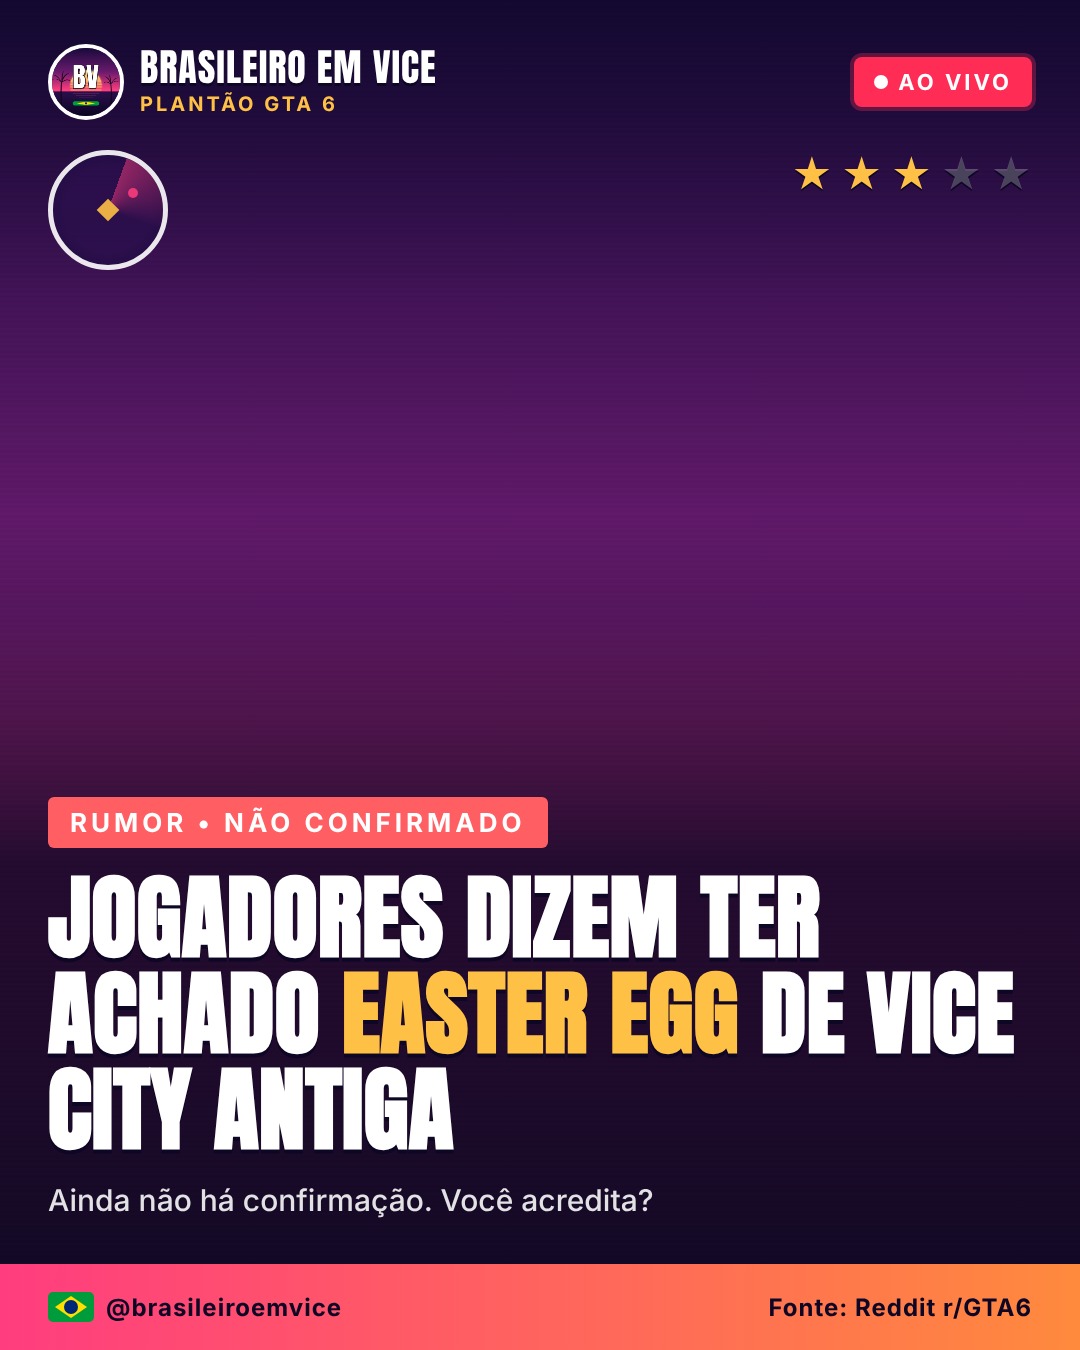 BV
BRASILEIRO EM VICE
PLANTÃO GTA 6
AO VIVO
RUMOR • NÃO CONFIRMADO
JOGADORES DIZEM TER
ACHADO EASTER EGG DE VICE
CITY ANTIGA
Ainda não há confirmação. Você acredita?
@brasileiroemvice
Fonte: Reddit r/GTA6